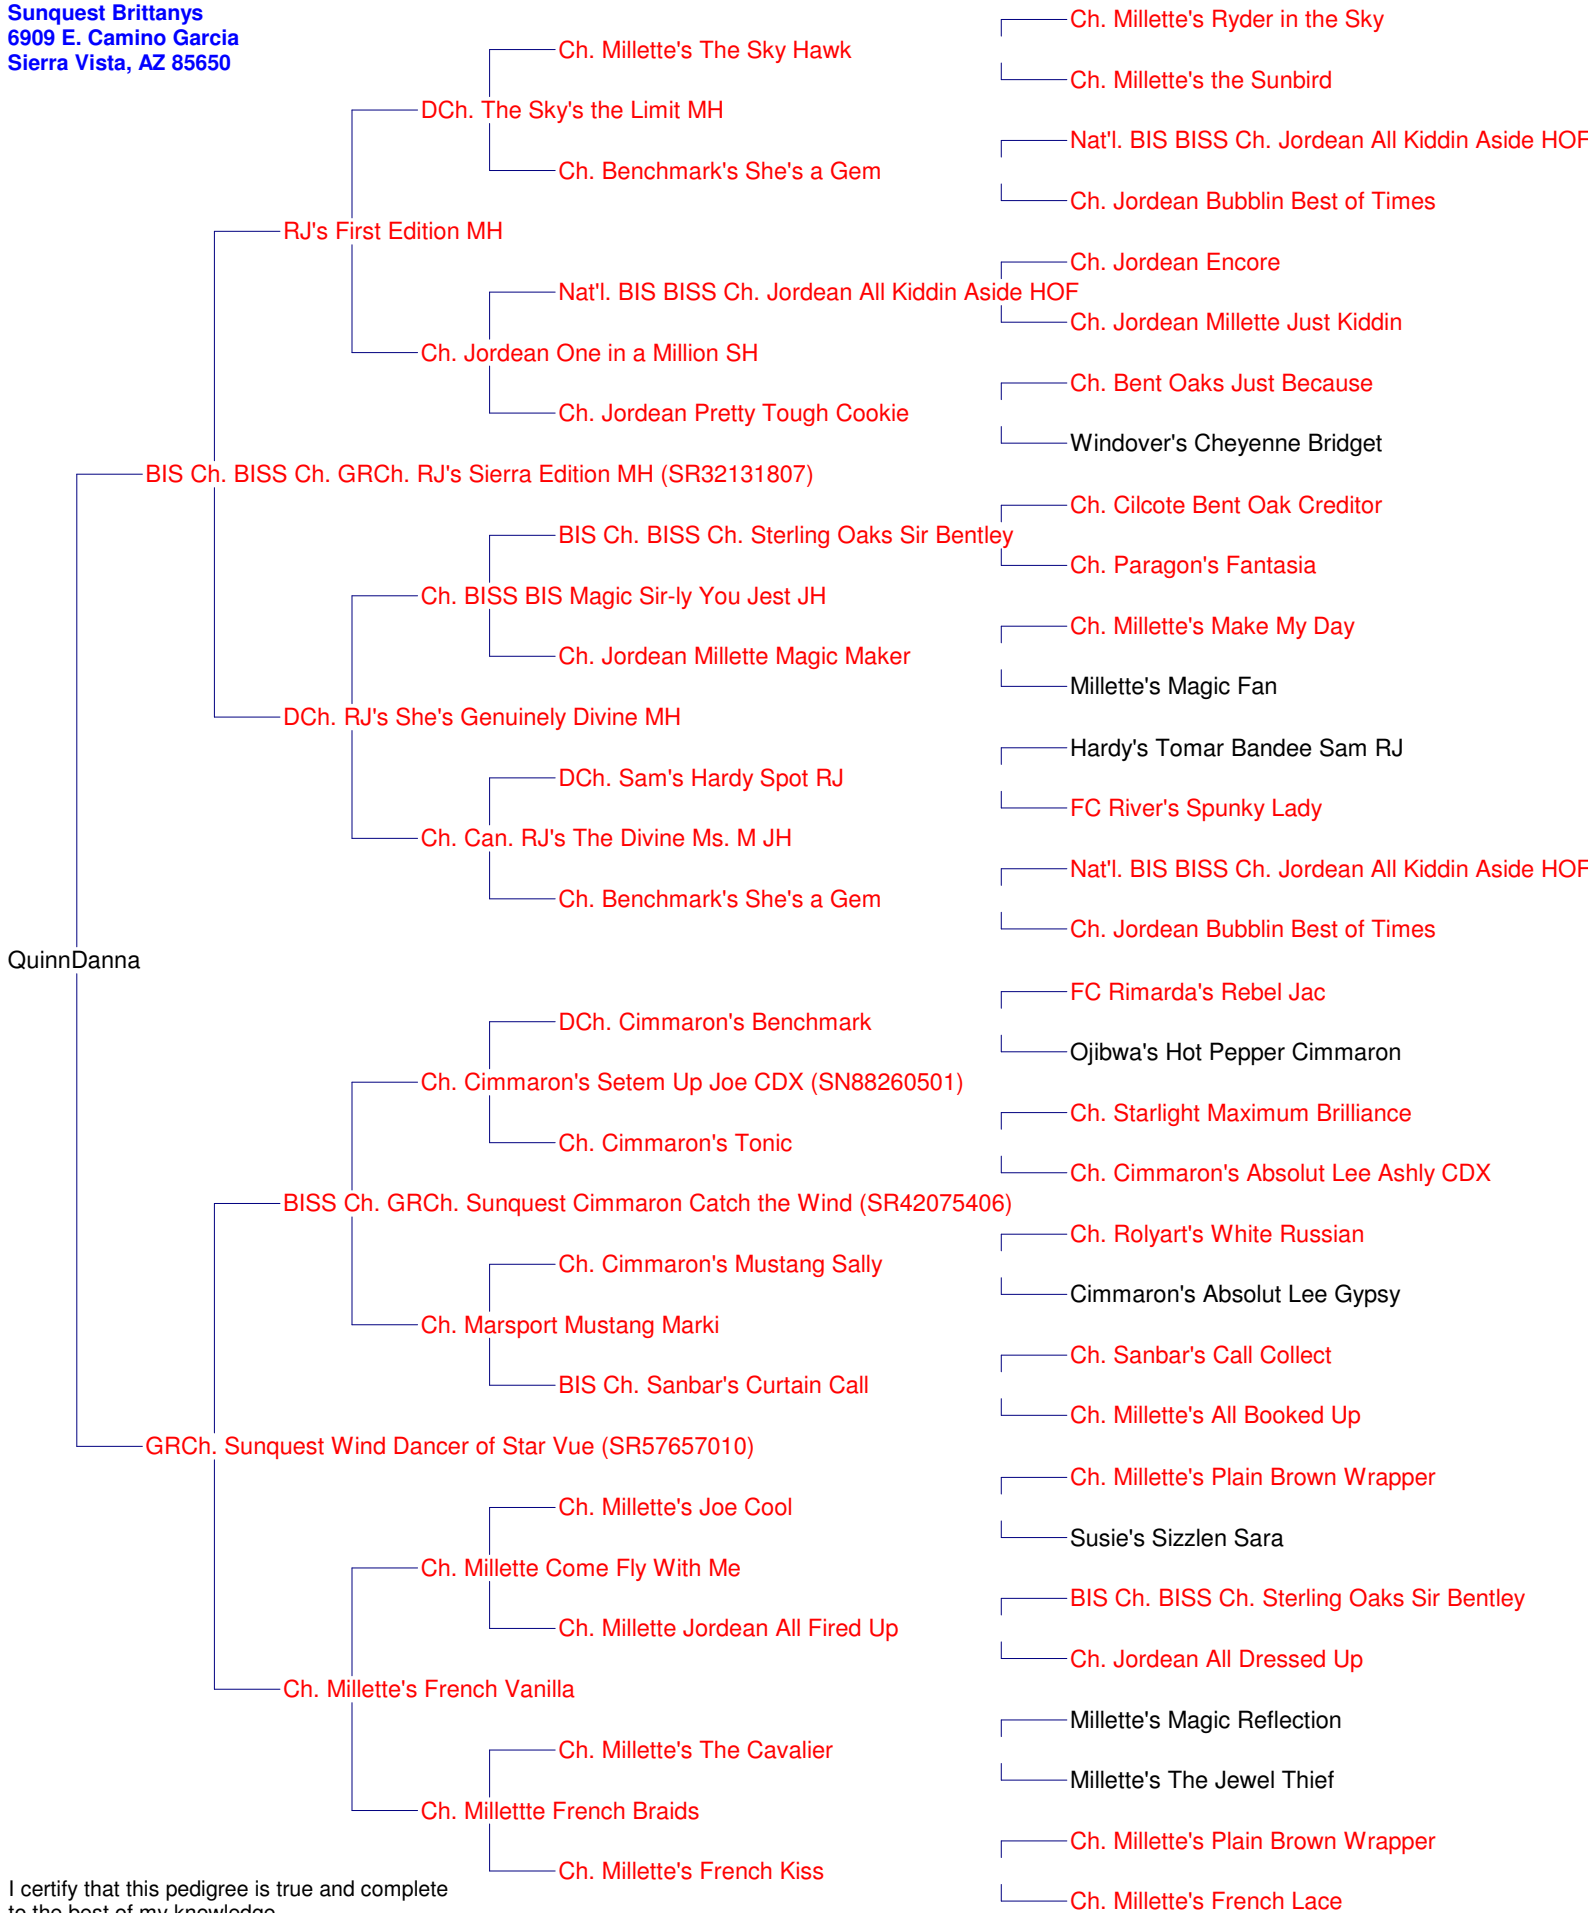 Sunquest Brittanys
6909 E. Camino Garcia
Sierra Vista, AZ 85650
Ch. Millette's Ryder in the Sky
Ch. Millette's The Sky Hawk
Ch. Millette's the Sunbird
DCh. The Sky's the Limit MH
Nat'l. BIS BISS Ch. Jordean All Kiddin Aside HOF
Ch. Benchmark's She's a Gem
Ch. Jordean Bubblin Best of Times
RJ's First Edition MH
Ch. Jordean Encore
Nat'l. BIS BISS Ch. Jordean All Kiddin Aside HOF
Ch. Jordean Millette Just Kiddin
Ch. Jordean One in a Million SH
Ch. Bent Oaks Just Because
Ch. Jordean Pretty Tough Cookie
Windover's Cheyenne Bridget
BIS Ch. BISS Ch. GRCh. RJ's Sierra Edition MH (SR32131807)
Ch. Cilcote Bent Oak Creditor
BIS Ch. BISS Ch. Sterling Oaks Sir Bentley
Ch. Paragon's Fantasia
Ch. BISS BIS Magic Sir-ly You Jest JH
Ch. Millette's Make My Day
Ch. Jordean Millette Magic Maker
Millette's Magic Fan
DCh. RJ's She's Genuinely Divine MH
Hardy's Tomar Bandee Sam RJ
DCh. Sam's Hardy Spot RJ
FC River's Spunky Lady
Ch. Can. RJ's The Divine Ms. M JH
Nat'l. BIS BISS Ch. Jordean All Kiddin Aside HOF
Ch. Benchmark's She's a Gem
Ch. Jordean Bubblin Best of Times
QuinnDanna
FC Rimarda's Rebel Jac
DCh. Cimmaron's Benchmark
Ojibwa's Hot Pepper Cimmaron
Ch. Cimmaron's Setem Up Joe CDX (SN88260501)
Ch. Starlight Maximum Brilliance
Ch. Cimmaron's Tonic
Ch. Cimmaron's Absolut Lee Ashly CDX
BISS Ch. GRCh. Sunquest Cimmaron Catch the Wind (SR42075406)
Ch. Rolyart's White Russian
Ch. Cimmaron's Mustang Sally
Cimmaron's Absolut Lee Gypsy
Ch. Marsport Mustang Marki
Ch. Sanbar's Call Collect
BIS Ch. Sanbar's Curtain Call
Ch. Millette's All Booked Up
GRCh. Sunquest Wind Dancer of Star Vue (SR57657010)
Ch. Millette's Plain Brown Wrapper
Ch. Millette's Joe Cool
Susie's Sizzlen Sara
Ch. Millette Come Fly With Me
BIS Ch. BISS Ch. Sterling Oaks Sir Bentley
Ch. Millette Jordean All Fired Up
Ch. Jordean All Dressed Up
Ch. Millette's French Vanilla
Millette's Magic Reflection
Ch. Millette's The Cavalier
Millette's The Jewel Thief
Ch. Millettte French Braids
Ch. Millette's Plain Brown Wrapper
Ch. Millette's French Kiss
Ch. Millette's French Lace
I certify that this pedigree is true and complete
to the best of my knowledge